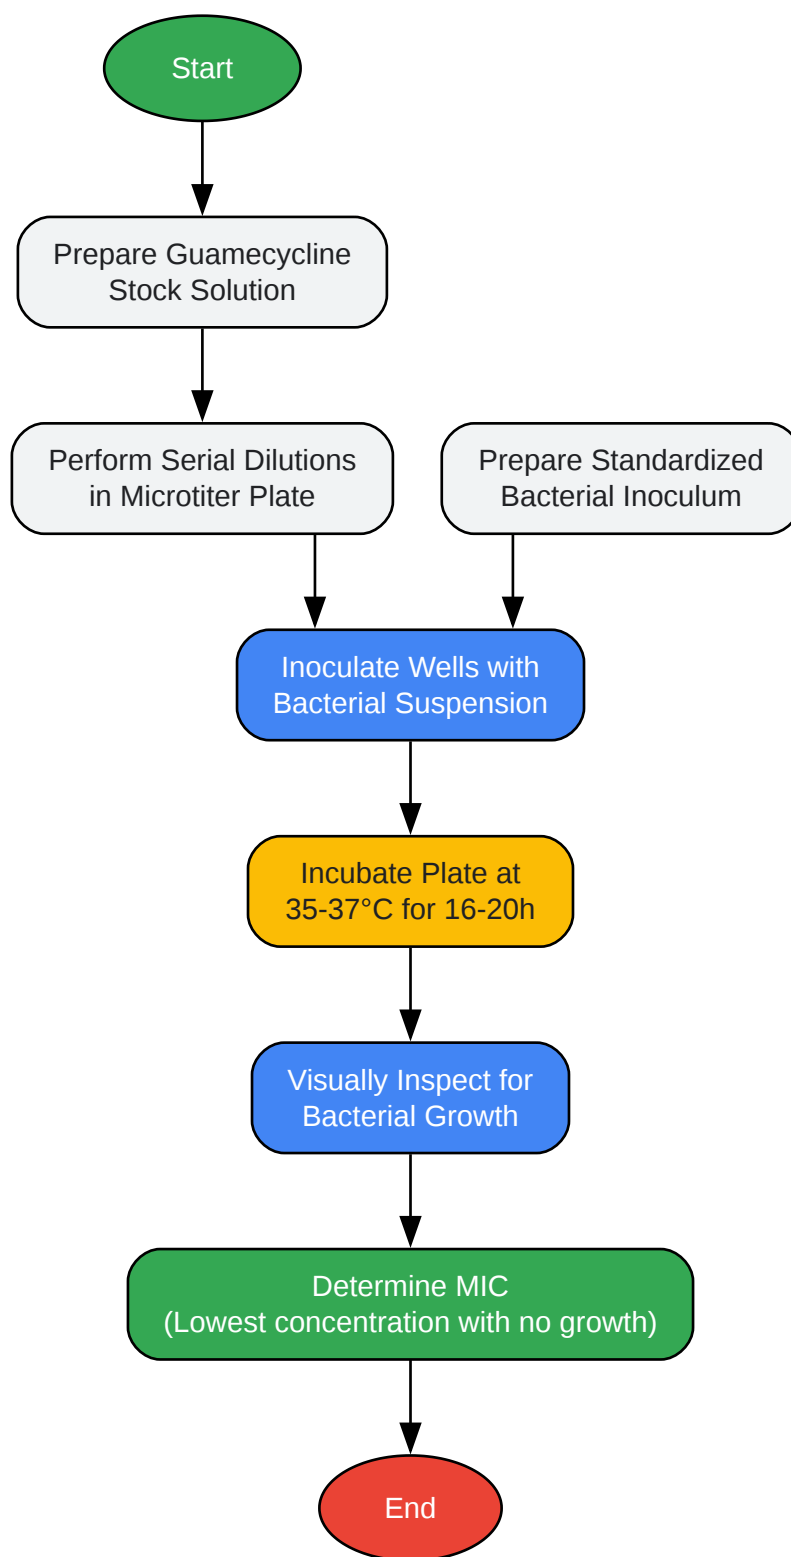 Start
Prepare Guamecycline
Stock Solution
Perform Serial Dilutions
in Microtiter Plate
Prepare Standardized
Bacterial Inoculum
Inoculate Wells with
Bacterial Suspension
Incubate Plate at
35-37°C for 16-20h
Visually Inspect for
Bacterial Growth
Determine MIC
(Lowest concentration with no growth)
End